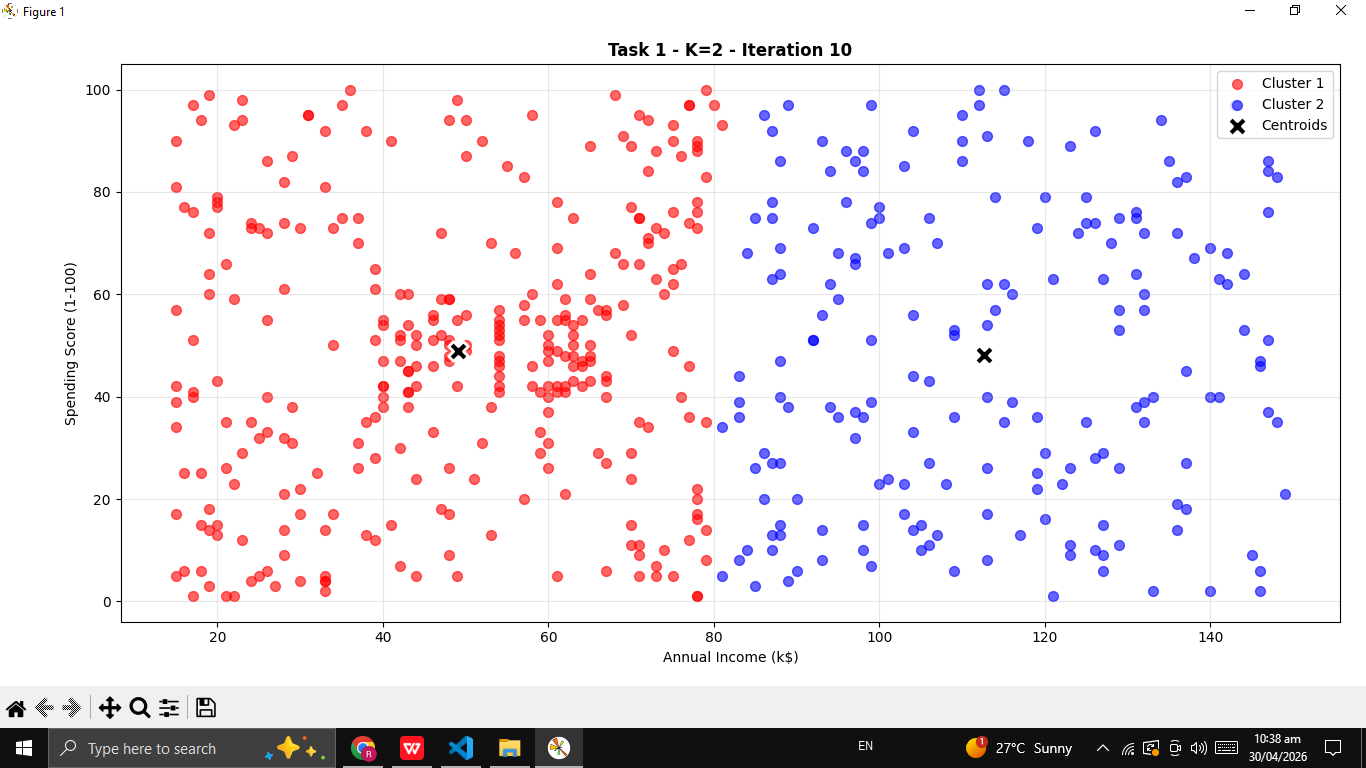 Figure 1
Task 1 - K=2 - Iteration 10
Cluster 1
Cluster 2
Centroids
Spending Score (1-100)
100
80
60
40
20
0
20 40 60 80 100 120 140
Annual Income (k$)
Type here to search
R
W
EN
1
27°C Sunny
10:38 am
30/04/2026